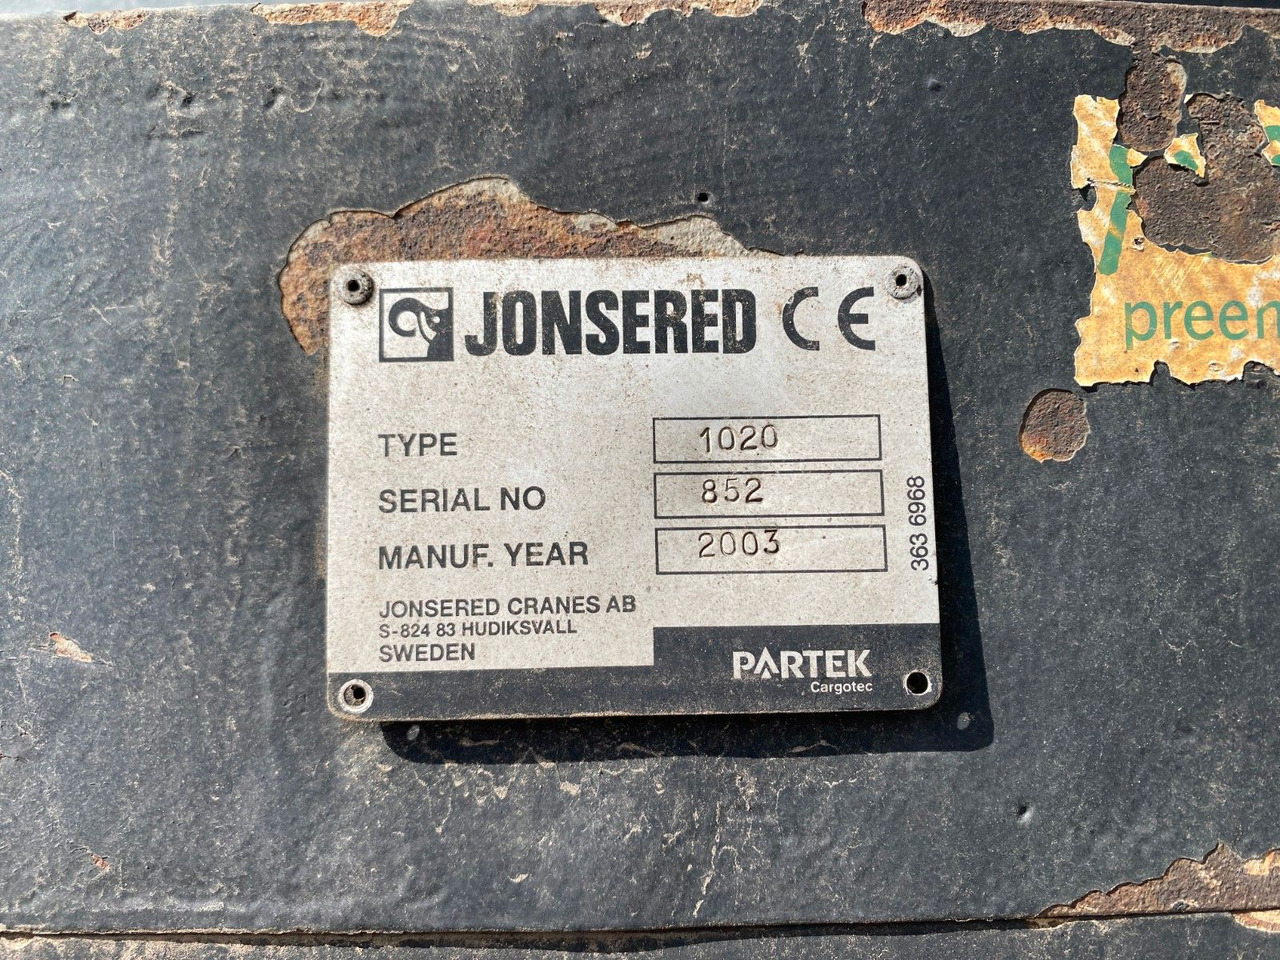 JONSERED CE
TYPE 1020
SERIAL NO 852
MANUF. YEAR 2003
JONSERED CRANES AB
S-824 83 HUDIKSVALL
SWEDEN
PARTEK
Cargotec
363 6968
preem